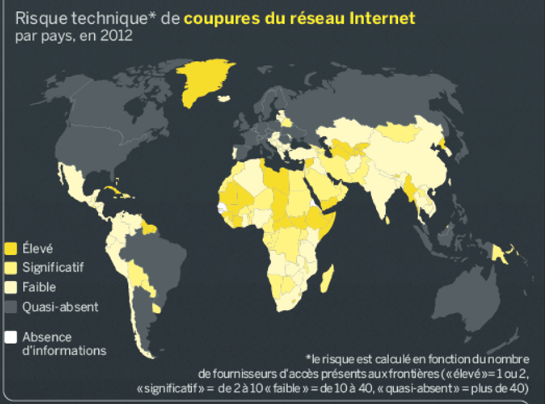 Risque technique* de coupures du réseau Internet
par pays, en 2012
Élevé
Significatif
Faible
Quasi-absent
Absence
d'informations
*le risque est calculé en fonction du nombre
de fournisseurs d'accès présents aux frontières (« élevé »= 1 ou 2,
« significatif » = de 2 à 10 « faible » = de 10 à 40, « quasi-absent » = plus de 40)